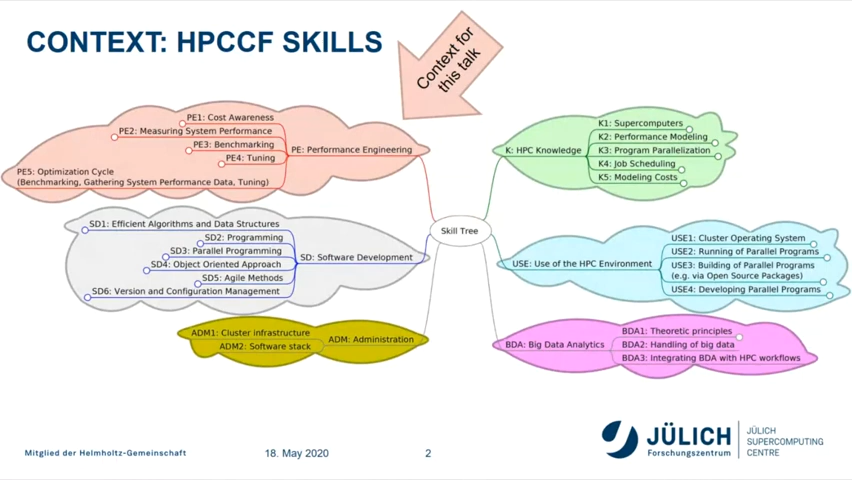 CONTEXT: HPCCF SKILLS
Context for
this talk
PE1: Cost Awareness
PE2: Measuring System Performance
PE3: Benchmarking
PE4: Tuning
PE5: Optimization Cycle
(Benchmarking, Gathering System Performance Data, Tuning)
PE: Performance Engineering
SD1: Efficient Algorithms and Data Structures
SD2: Programming
SD3: Parallel Programming
SD4: Object Oriented Approach
SD5: Agile Methods
SD6: Version and Configuration Management
SD: Software Development
ADM1: Cluster infrastructure
ADM2: Software stack
ADM: Administration
Skill Tree
K: HPC Knowledge
K1: Supercomputers
K2: Performance Modeling
K3: Program Parallelization
K4: Job Scheduling
K5: Modeling Costs
USE: Use of the HPC Environment
USE1: Cluster Operating System
USE2: Running of Parallel Programs
USE3: Building of Parallel Programs
(e.g. via Open Source Packages)
USE4: Developing Parallel Programs
BDA: Big Data Analytics
BDA1: Theoretic principles
BDA2: Handling of big data
BDA3: Integrating BDA with HPC workflows
Mitglied der Helmholtz-Gemeinschaft
18. May 2020
2
JÜLICH
Forschungszentrum
JÜLICH
SUPERCOMPUTING
CENTRE